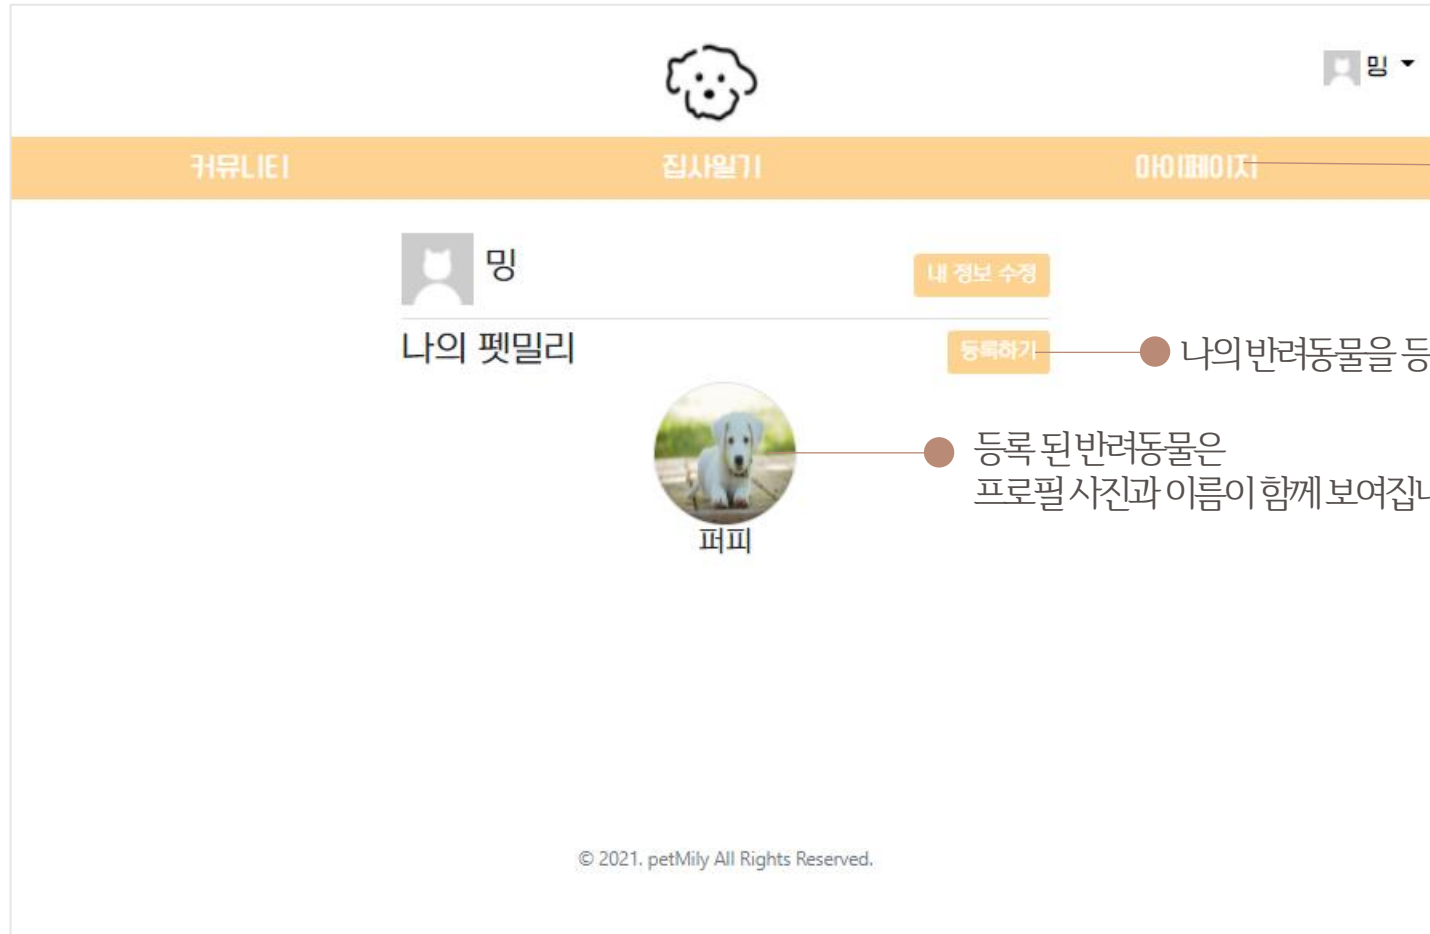 밍
커뮤니티
집사일기
마이페이지
밍
내 정보 수정
나의 펫밀리
등록하기
나의 반려동물을 등
등록 된 반려동물은
프로필 사진과 이름이 함께 보여집니
퍼피
© 2021. petMily All Rights Reserved.